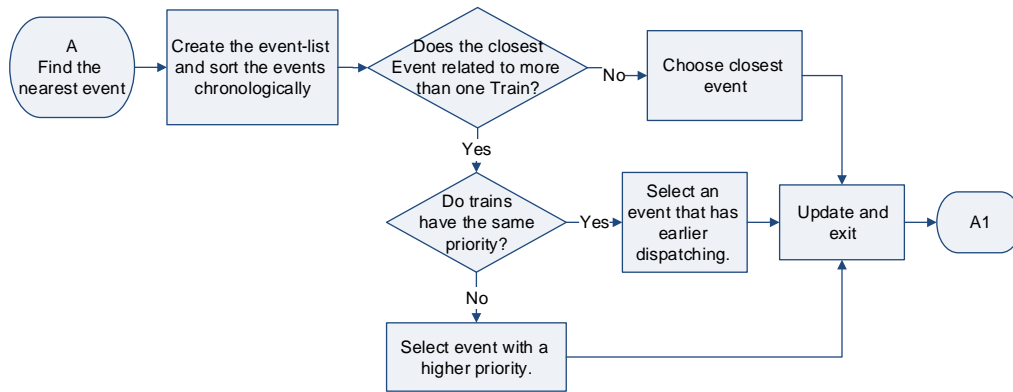 A
Find the
nearest event
Create the event-list
and sort the events
chronologically
Does the closest
Event related to more
than one Train?
No
Choose closest
event
Yes
Do trains
have the same
priority?
Yes
Select an
event that has
earlier
dispatching.
Update and
exit
A1
No
Select event with a
higher priority.